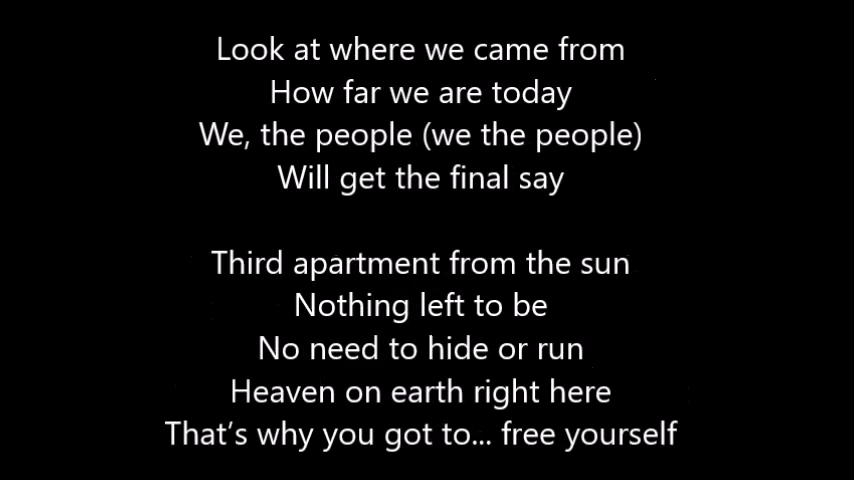 Look at where we came from
How far we are today
We, the people (we the people)
Will get the final say
Third apartment from the sun
Nothing left to be
No need to hide or run
Heaven on earth right here
That’s why you got to... free yourself